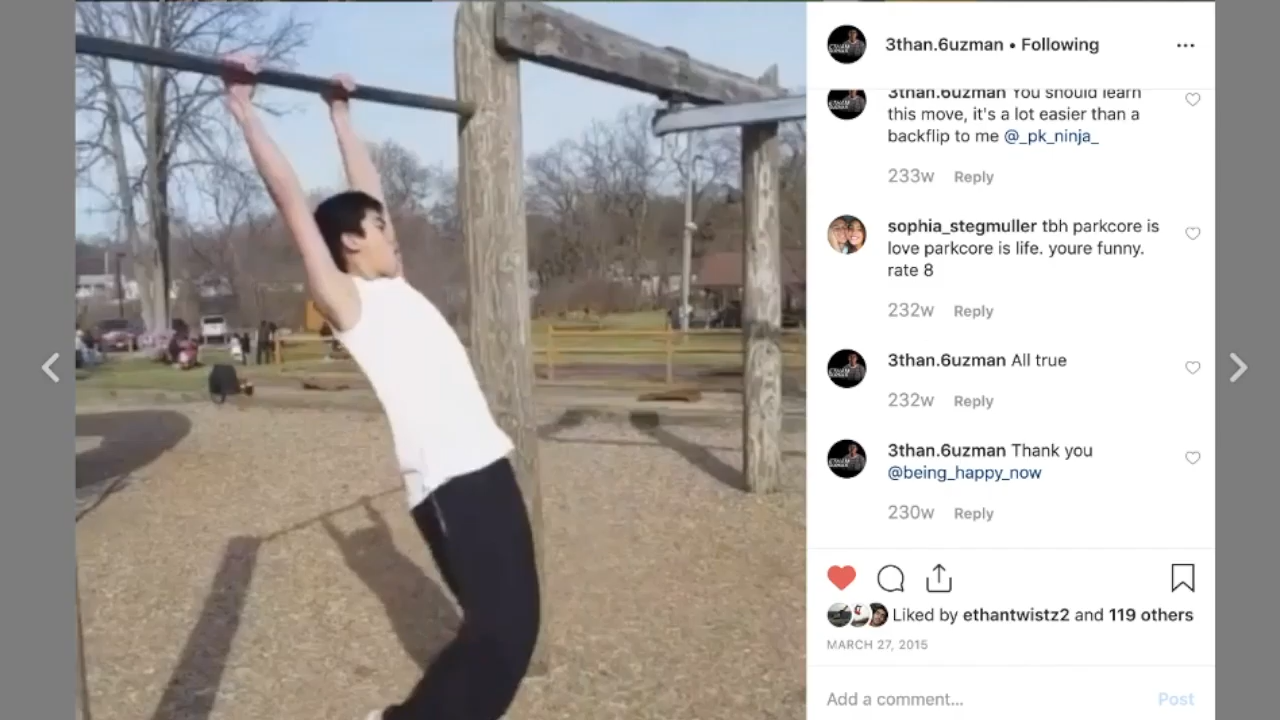 3than.6uzman • Following
3than.6uzman You should learn
this move, it's a lot easier than a
backflip to me @_pk_ninja_
233w Reply
sophia_stegmuller tbh parkcore is
love parkcore is life. youre funny.
rate 8
232w Reply
3than.6uzman All true
232w Reply
3than.6uzman Thank you
@being_happy_now
230w Reply
Liked by ethantwistz2 and 119 others
MARCH 27, 2015
Add a comment... Post